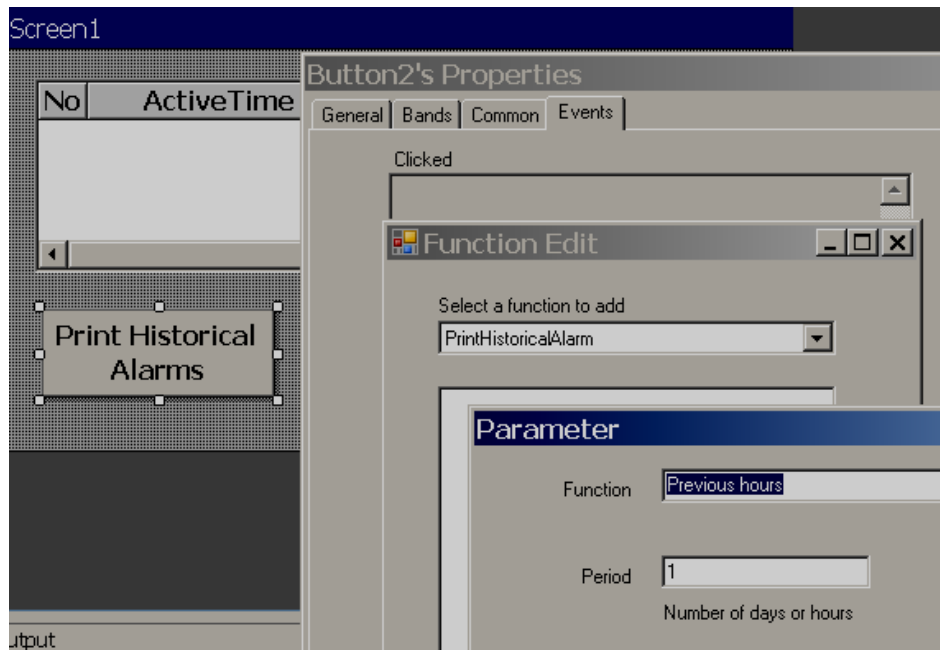 Screen1
No ActiveTime
Print Historical
Alarms
Button2's Properties
General Bands Common Events
Clicked
Function Edit
Select a function to add
PrintHistoricalAlarm
Parameter
Function Previous hours
Period 1
Number of days or hours
utput